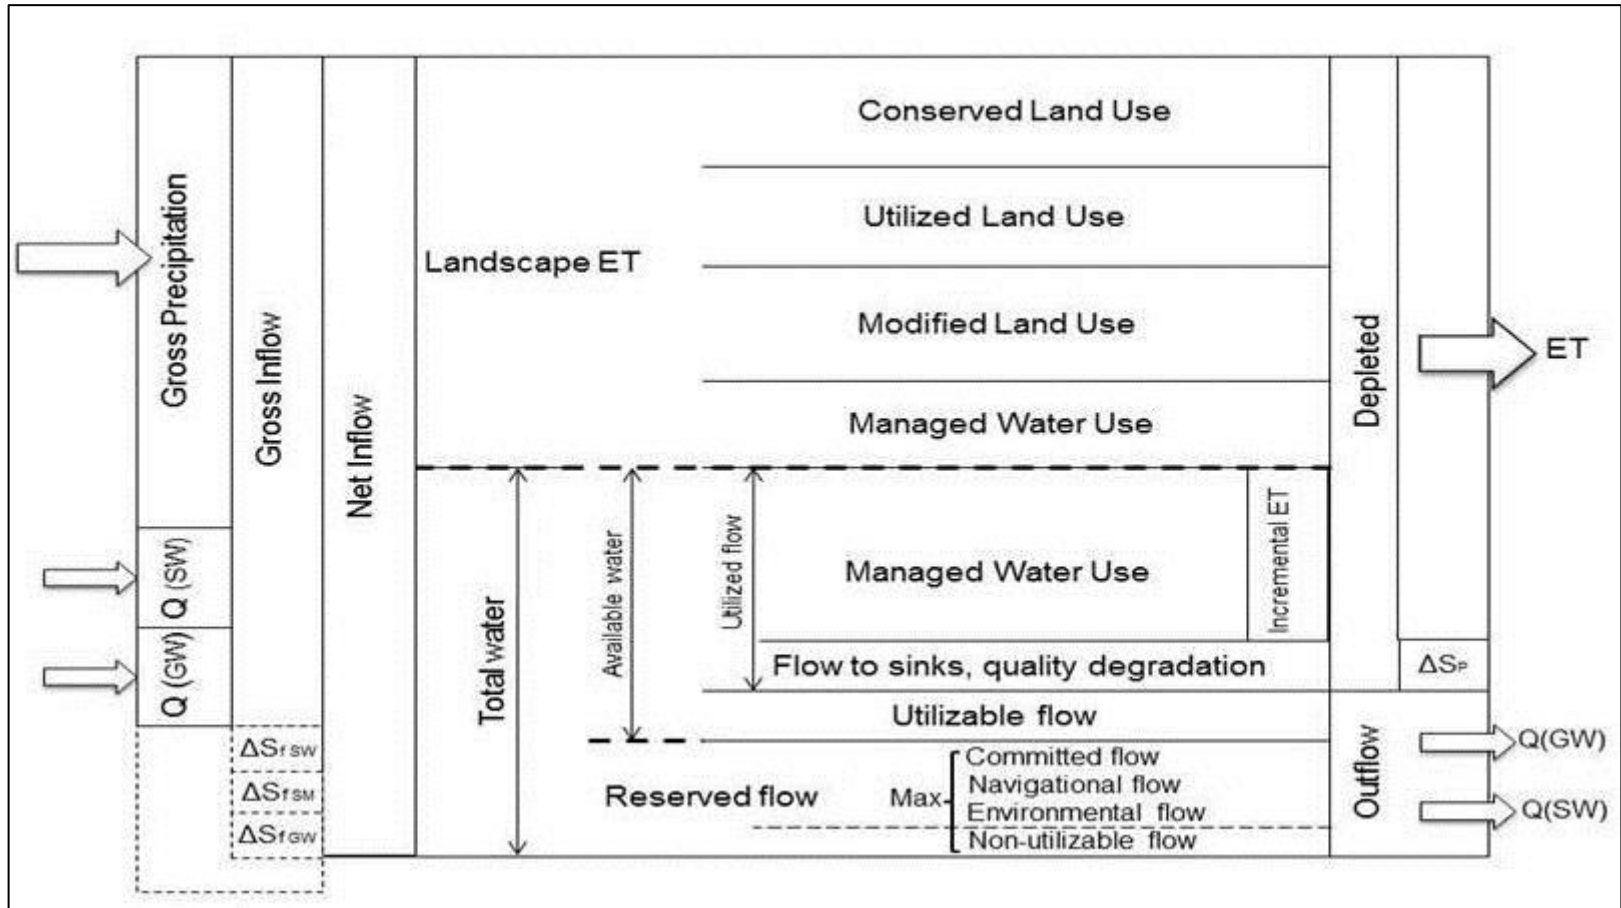 Gross Precipitation
Q (SW)
Q (GW)
Gross Inflow
ΔSf SW
ΔSf SM
ΔSf GW
Net Inflow
Landscape ET
Conserved Land Use
Utilized Land Use
Modified Land Use
Managed Water Use
Total water
Available water
Utilized flow
Managed Water Use
Incremental ET
Flow to sinks, quality degradation
Utilizable flow
Reserved flow
Max
Committed flow
Navigational flow
Environmental flow
Non-utilizable flow
Depleted
Outflow
ET
ΔSP
Q(GW)
Q(SW)